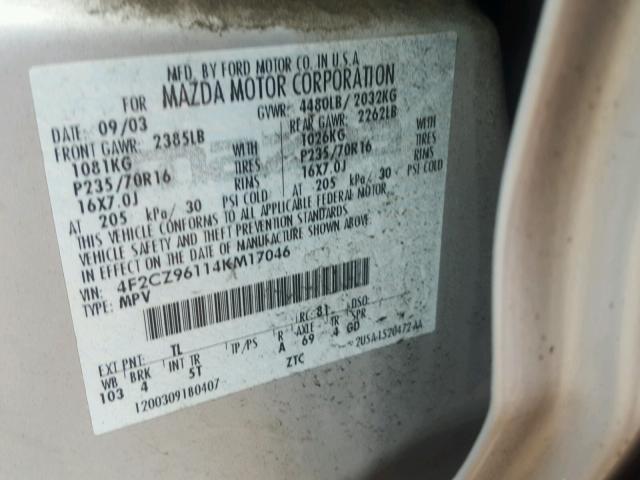 MFD. BY FORD MOTOR CO. IN U.S.A
FOR MAZDA MOTOR CORPORATION
DATE: 09/03 GVWR: 4480LB/ 2032KG
FRONT GAWR: 2385LB REAR GAWR: 2262LB
1081KG WITH 1026KG WITH
P235/70R16 TIRES P235/70R16 TIRES
16X7.0J RIMS 16X7.0J RIMS
AT 205 kPa/ 30 PSI COLD AT 205 kPa/ 30 PSI COLD
THIS VEHICLE CONFORMS TO ALL APPLICABLE FEDERAL MOTOR
VEHICLE SAFETY AND THEFT PREVENTION STANDARDS
IN EFFECT ON THE DATE OF MANUFACTURE SHOWN ABOVE.
VIN: 4F2CZ96114KM17046
TYPE: MPV
EXT PNT: TL RC: 81 DSO:
WB BRK INT TR TP/PS R AXLE TR SPR
103 4 5T A 69 4 GD
1200309180407 ZTC